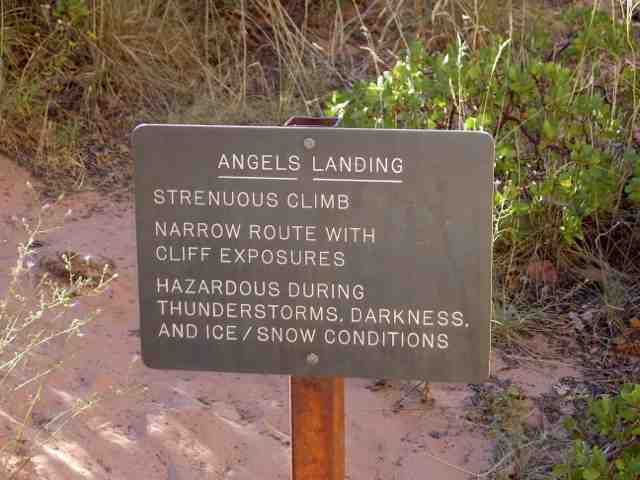 ANGELS LANDING
STRENUOUS CLIMB
NARROW ROUTE WITH
CLIFF EXPOSURES
HAZARDOUS DURING
THUNDERSTORMS, DARKNESS,
AND ICE/SNOW CONDITIONS